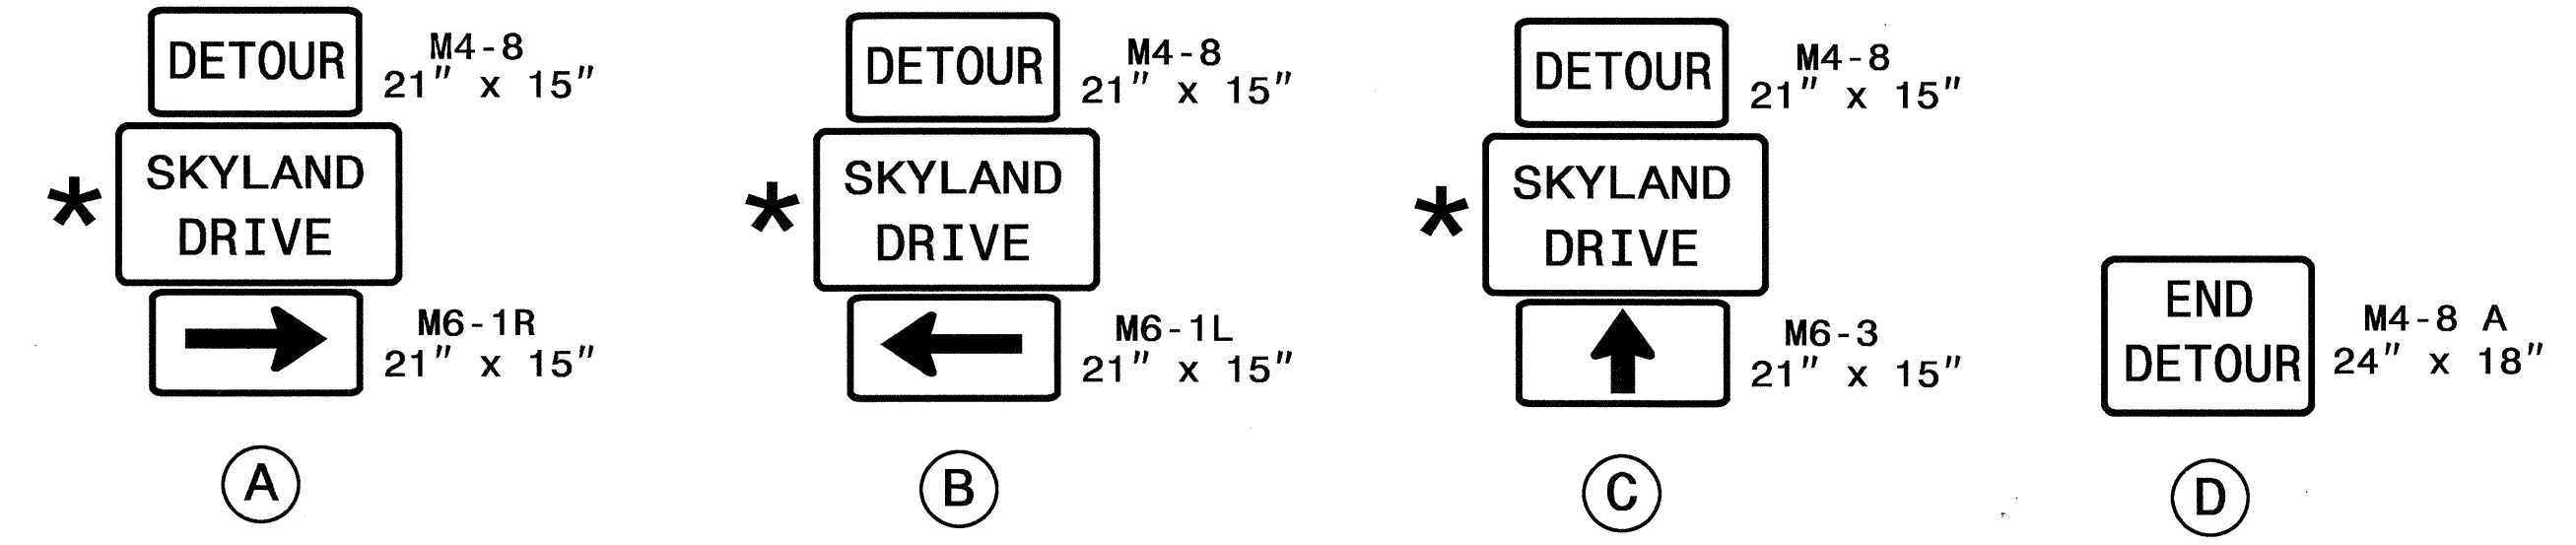 DETOUR
M4-8
21" x 15"
*
SKYLAND
DRIVE
M6-1R
21" x 15"
A
DETOUR
M4-8
21" x 15"
*
SKYLAND
DRIVE
M6-1L
21" x 15"
B
DETOUR
M4-8
21" x 15"
*
SKYLAND
DRIVE
M6-3
21" x 15"
C
END
DETOUR
M4-8 A
24" x 18"
D